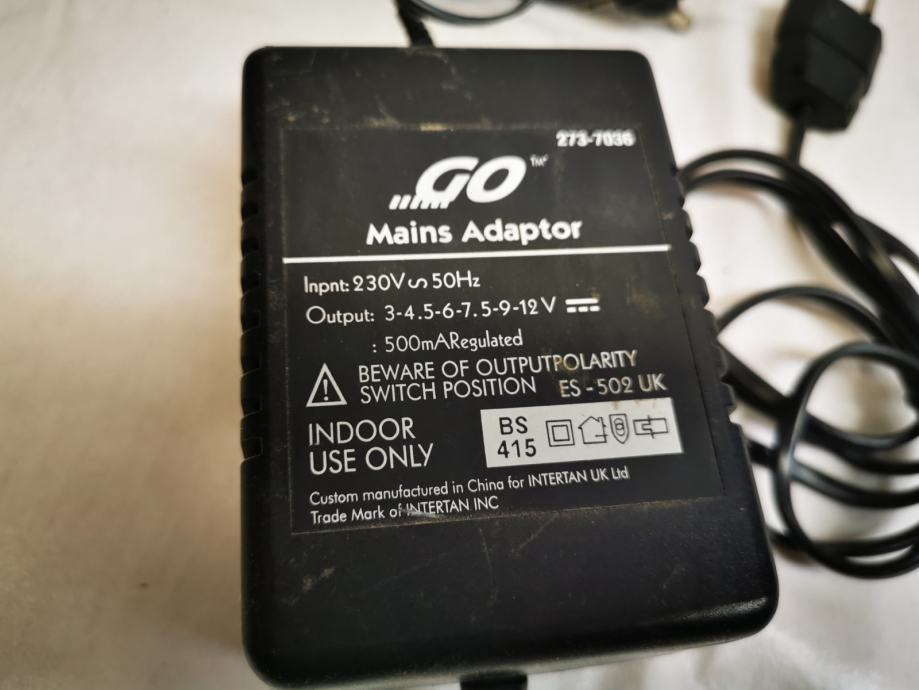 273-7036
GO™
Mains Adaptor
Inpnt: 230V ∽ 50Hz
Output: 3-4.5-6-7.5-9-12V ⎓
: 500mARegulated
BEWARE OF OUTPUTPOLARITY
SWITCH POSITION ES-502 UK
INDOOR
USE ONLY
BS
415
Custom manufactured in China for INTERTAN UK Ltd
Trade Mark of INTERTAN INC